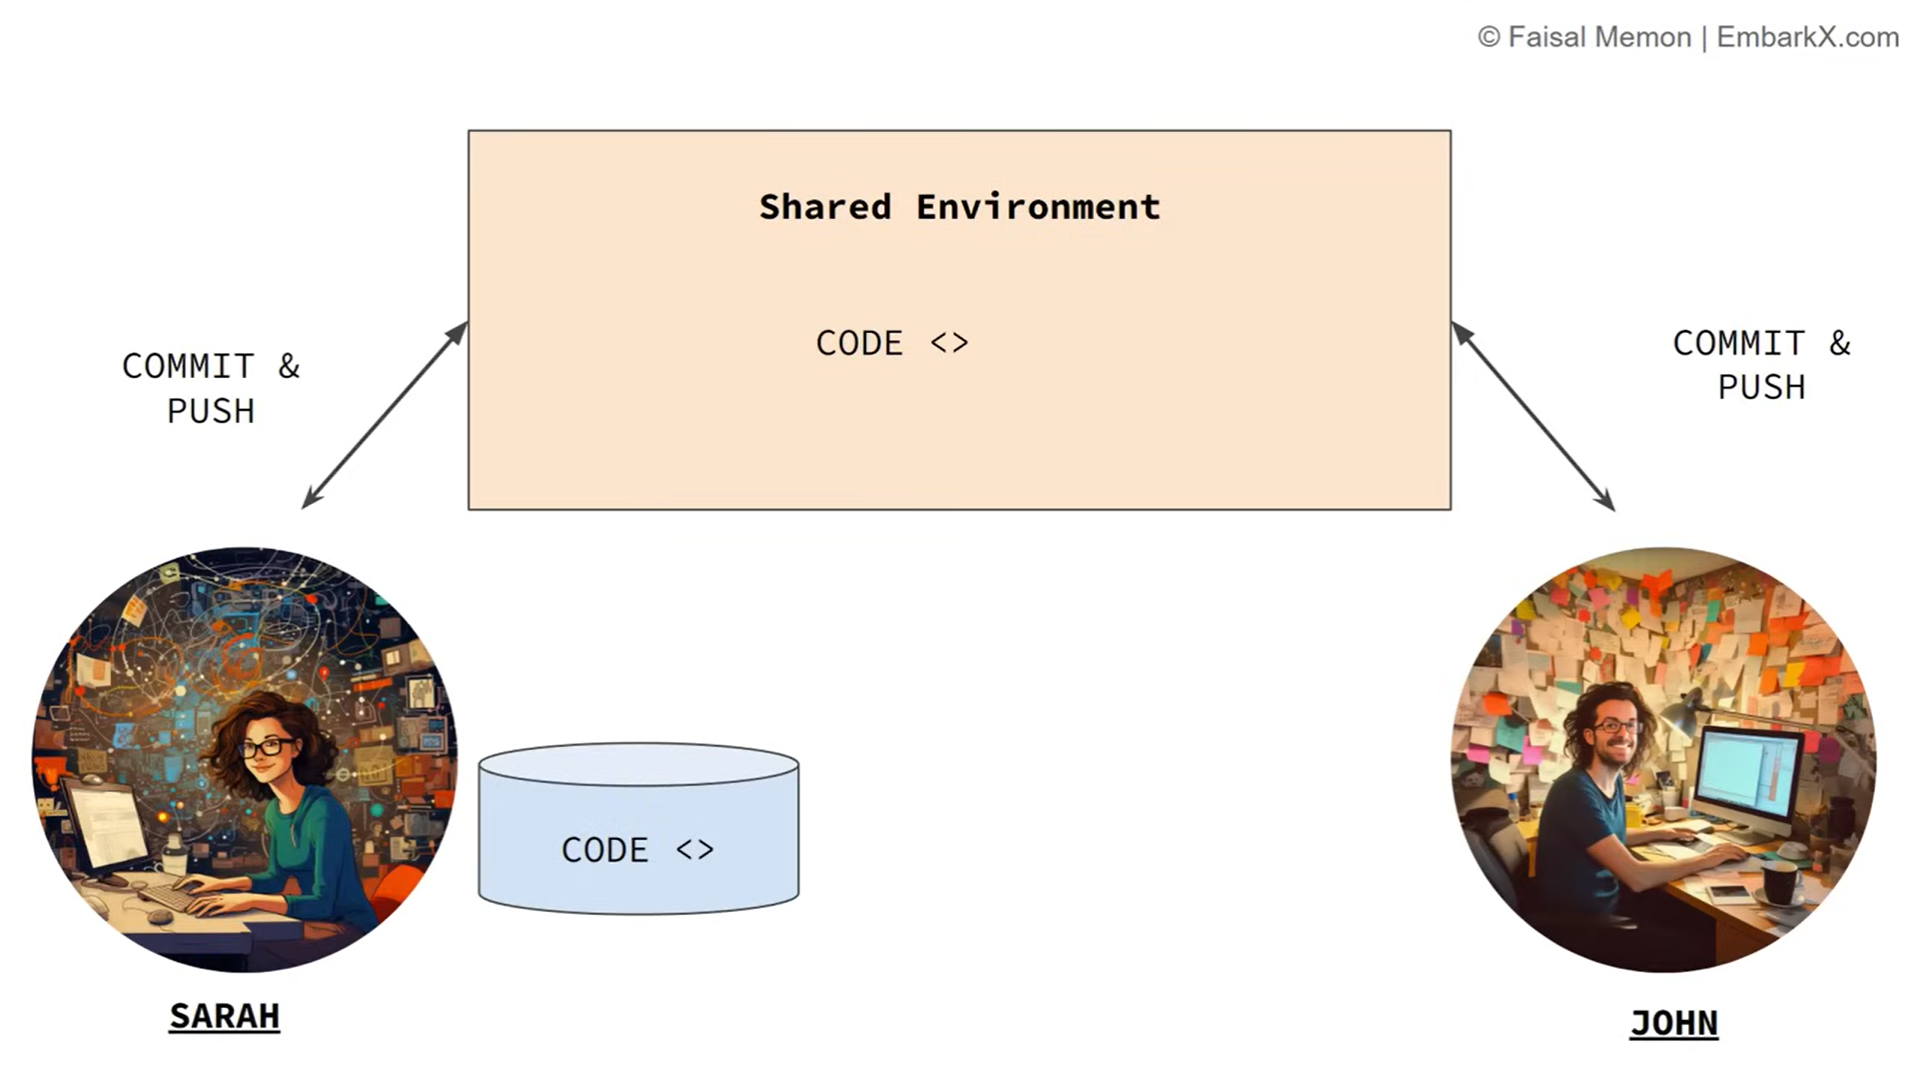 © Faisal Memon | EmbarkX.com
Shared Environment
CODE <>
COMMIT &
PUSH
COMMIT &
PUSH
CODE <>
SARAH
JOHN